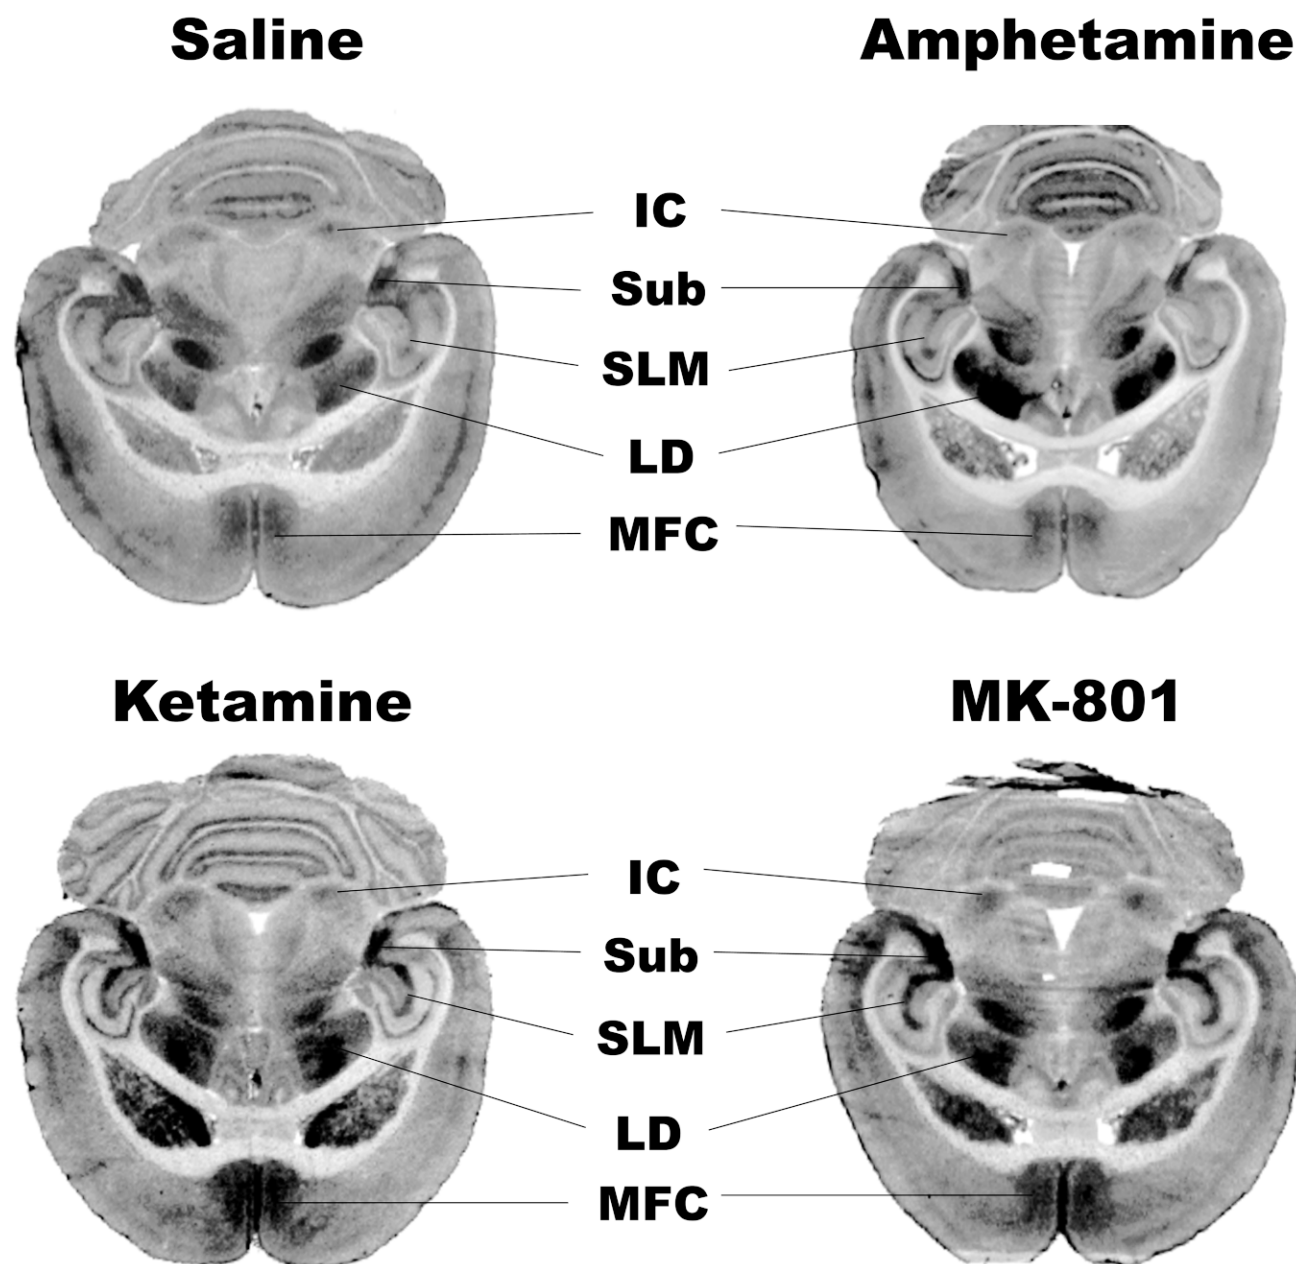 Saline
Amphetamine
IC
Sub
SLM
LD
MFC
Ketamine
MK-801
IC
Sub
SLM
LD
MFC